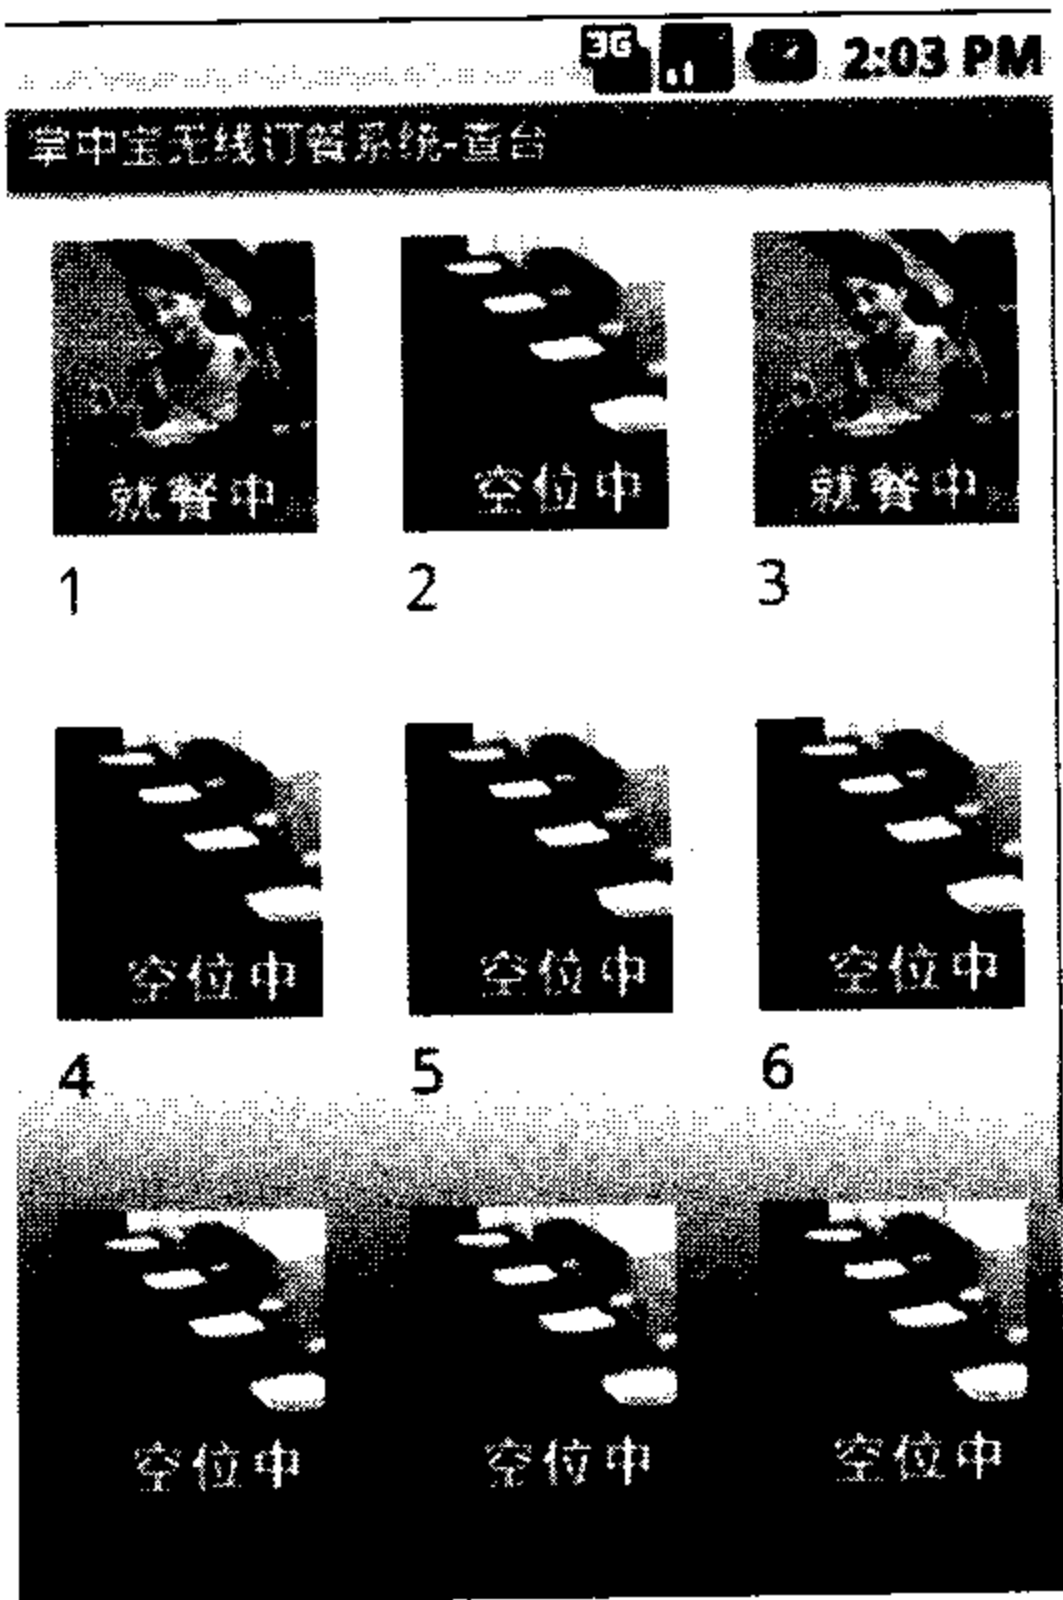 3G 2:03 PM
掌中宝无线订餐系统-查台
就餐中 空位中 就餐中
1 2 3
空位中 空位中 空位中
4 5 6
空位中 空位中 空位中